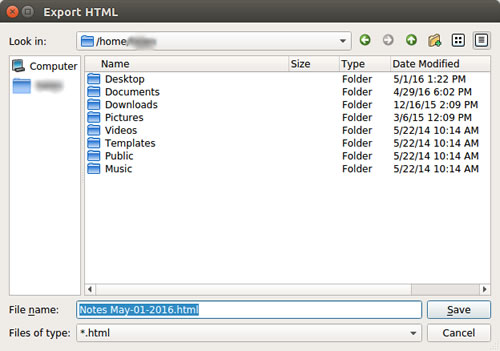 Export HTML
Look in: /home/
Computer
Name Size Type Date Modified
Desktop Folder 5/1/16 1:22 PM
Documents Folder 4/29/16 6:02 PM
Downloads Folder 12/16/15 2:09 PM
Pictures Folder 3/6/15 12:09 PM
Videos Folder 5/22/14 10:14 AM
Templates Folder 5/22/14 10:14 AM
Public Folder 5/22/14 10:14 AM
Music Folder 5/22/14 10:14 AM
File name: Notes May-01-2016.html Save
Files of type: *.html Cancel